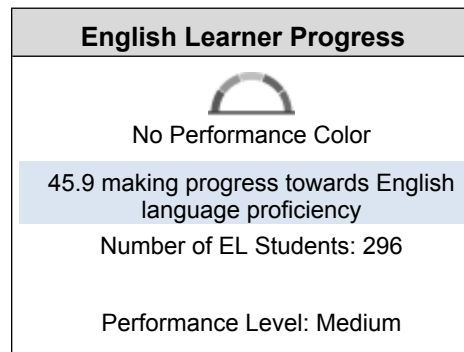 English Learner Progress
No Performance Color
45.9 making progress towards English
language proficiency
Number of EL Students: 296
Performance Level: Medium